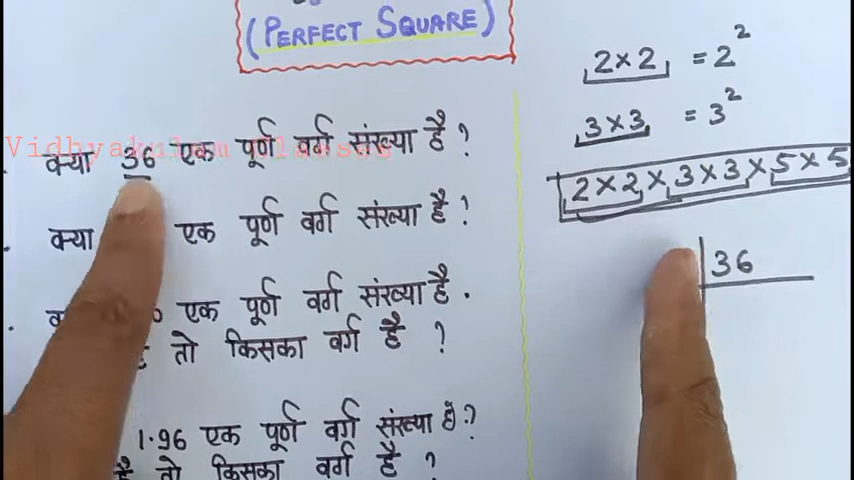 (PERFECT SQUARE)
Vidhyakulam Classes
क्या 36 एक पूर्ण वर्ग संख्या है ?
क्या एक पूर्ण वर्ग संख्या है ?
एक पूर्ण वर्ग संख्या है .
तो किसका वर्ग है ?
1.96 एक पूर्ण वर्ग संख्या है ?
है तो किसका वर्ग है ?
2×2 = 2²
3×3 = 3²
2×2×3×3×5×5
36